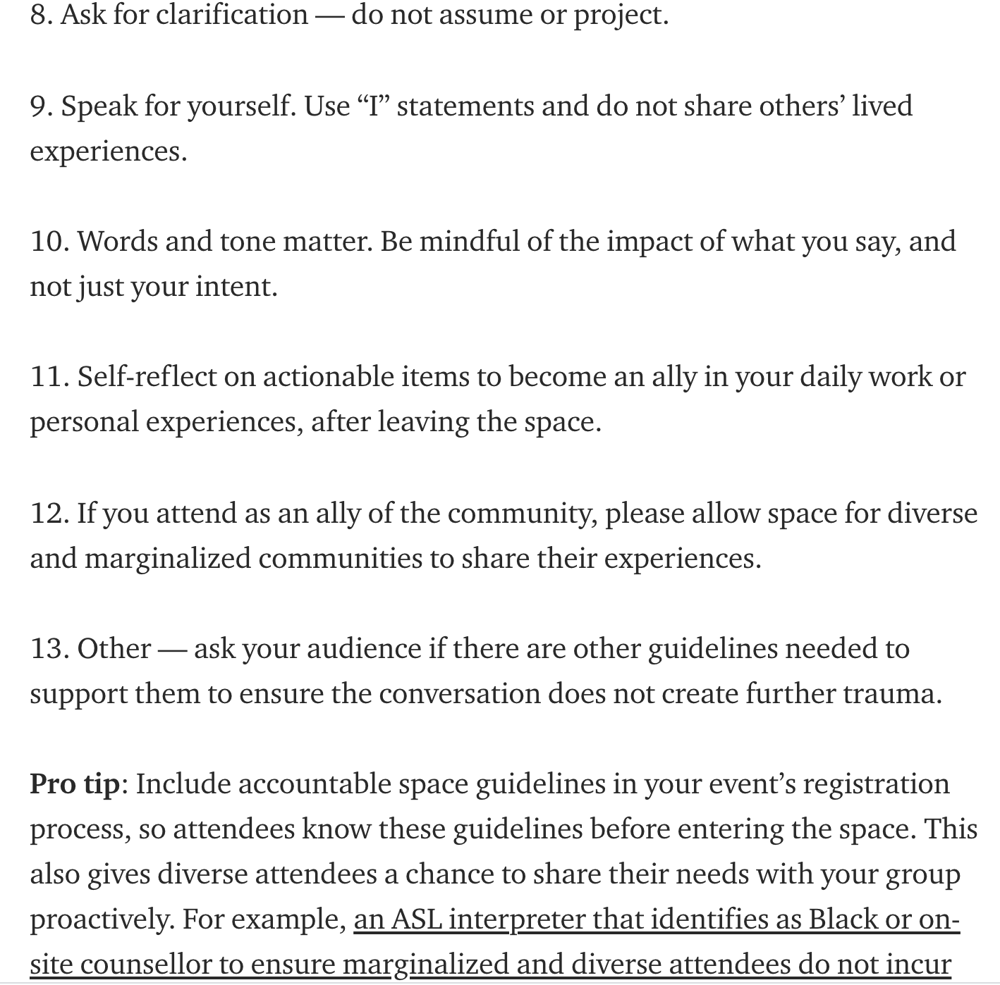 8. Ask for clarification — do not assume or project.
9. Speak for yourself. Use “I” statements and do not share others’ lived
experiences.
10. Words and tone matter. Be mindful of the impact of what you say, and
not just your intent.
11. Self-reflect on actionable items to become an ally in your daily work or
personal experiences, after leaving the space.
12. If you attend as an ally of the community, please allow space for diverse
and marginalized communities to share their experiences.
13. Other — ask your audience if there are other guidelines needed to
support them to ensure the conversation does not create further trauma.
Pro tip: Include accountable space guidelines in your event’s registration
process, so attendees know these guidelines before entering the space. This
also gives diverse attendees a chance to share their needs with your group
proactively. For example, an ASL interpreter that identifies as Black or on-
site counsellor to ensure marginalized and diverse attendees do not incur